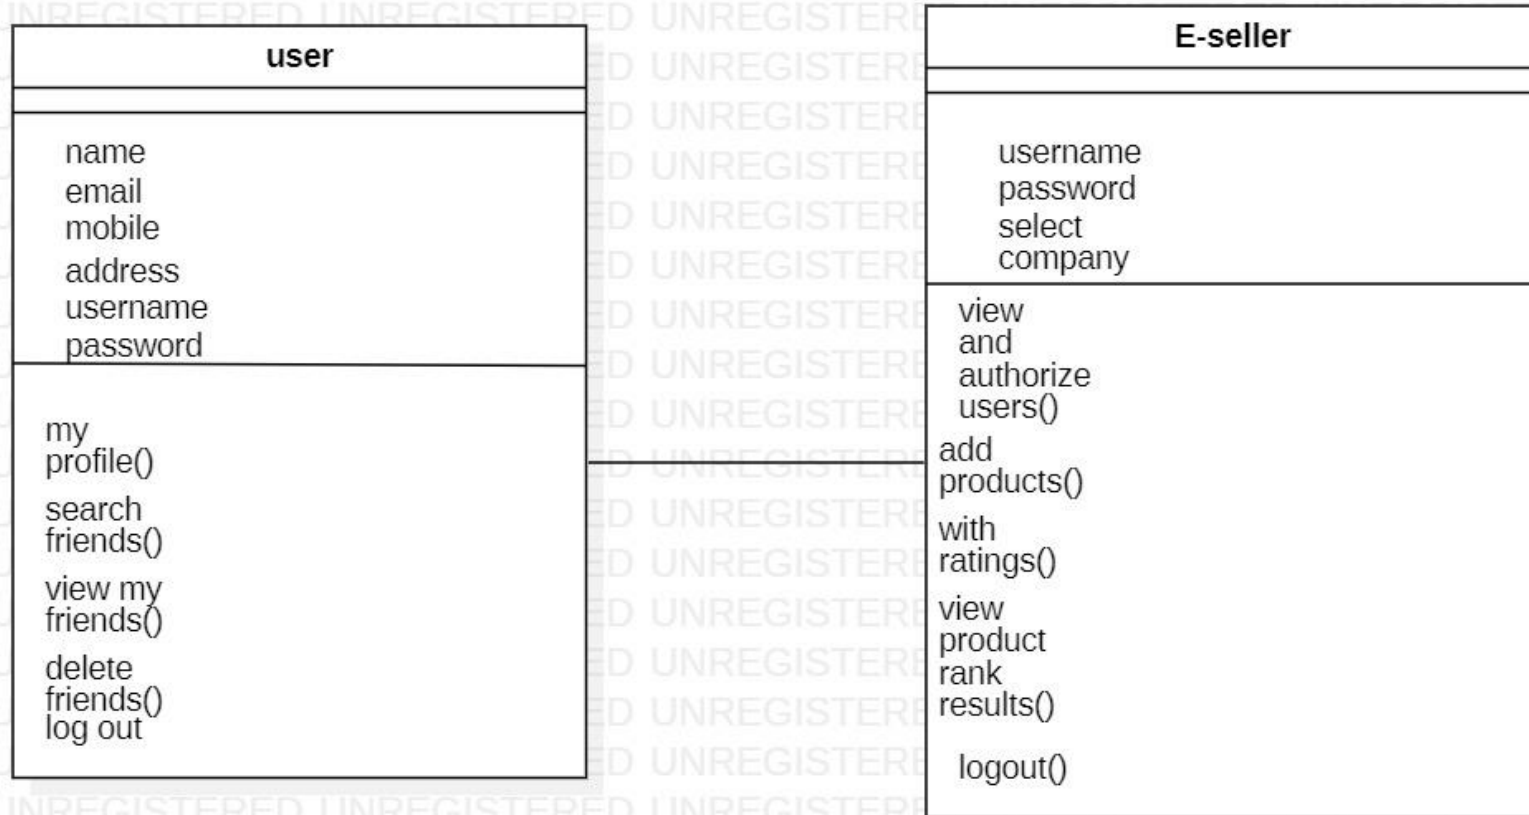 user
name
email
mobile
address
username
password
my
profile()
search
friends()
view my
friends()
delete
friends()
log out
E-seller
username
password
select
company
view
and
authorize
users()
add
products()
with
ratings()
view
product
rank
results()
logout()